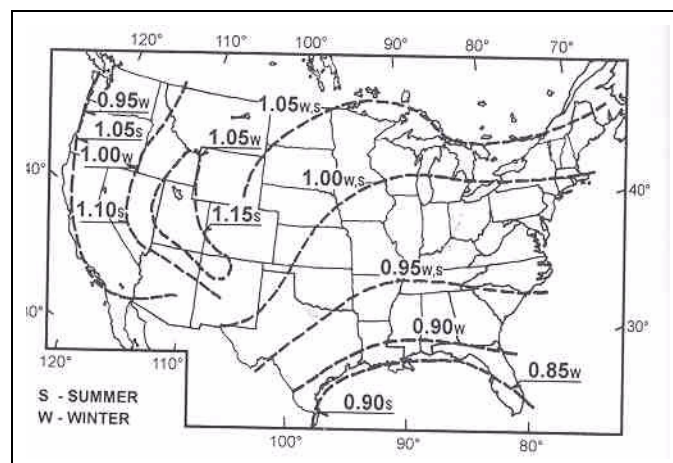 120° 110° 100° 90° 80° 70°
0.95W
1.05W,S
1.05S
1.05W
1.00W
1.00W,S
40°
40°
1.10S
1.15S
0.95W,S
0.90W
30°
30°
120°
110°
0.85W
S - SUMMER
0.90S
W - WINTER
100° 90° 80°